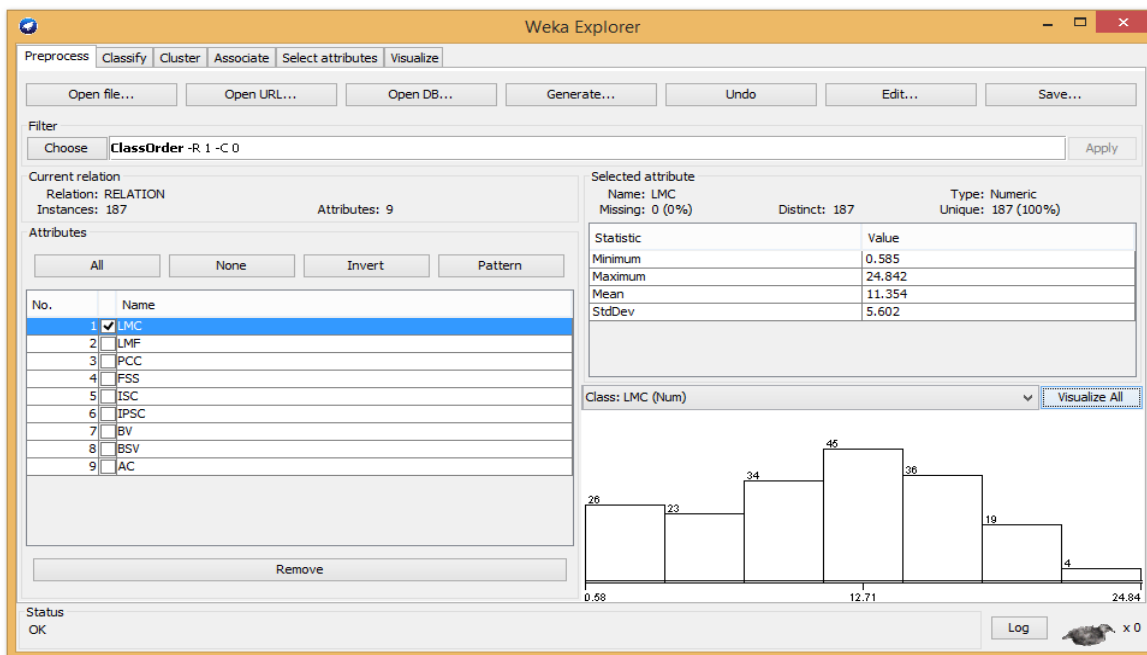 Weka Explorer
Preprocess Classify Cluster Associate Select attributes Visualize
Open file... Open URL... Open DB... Generate... Undo Edit... Save...
Filter
Choose ClassOrder -R 1 -C 0 Apply
Current relation
Relation: RELATION
Instances: 187 Attributes: 9
Attributes
All None Invert Pattern
No. Name
1 LMC
2 LMF
3 PCC
4 FSS
5 ISC
6 IPSC
7 BV
8 BSV
9 AC
Remove
Selected attribute
Name: LMC Type: Numeric
Missing: 0 (0%) Distinct: 187 Unique: 187 (100%)
Statistic Value
Minimum 0.585
Maximum 24.842
Mean 11.354
StdDev 5.602
Class: LMC (Num) Visualize All
26 23 34 45 36 19 4
0.58 12.71 24.84
Status
OK
Log x 0